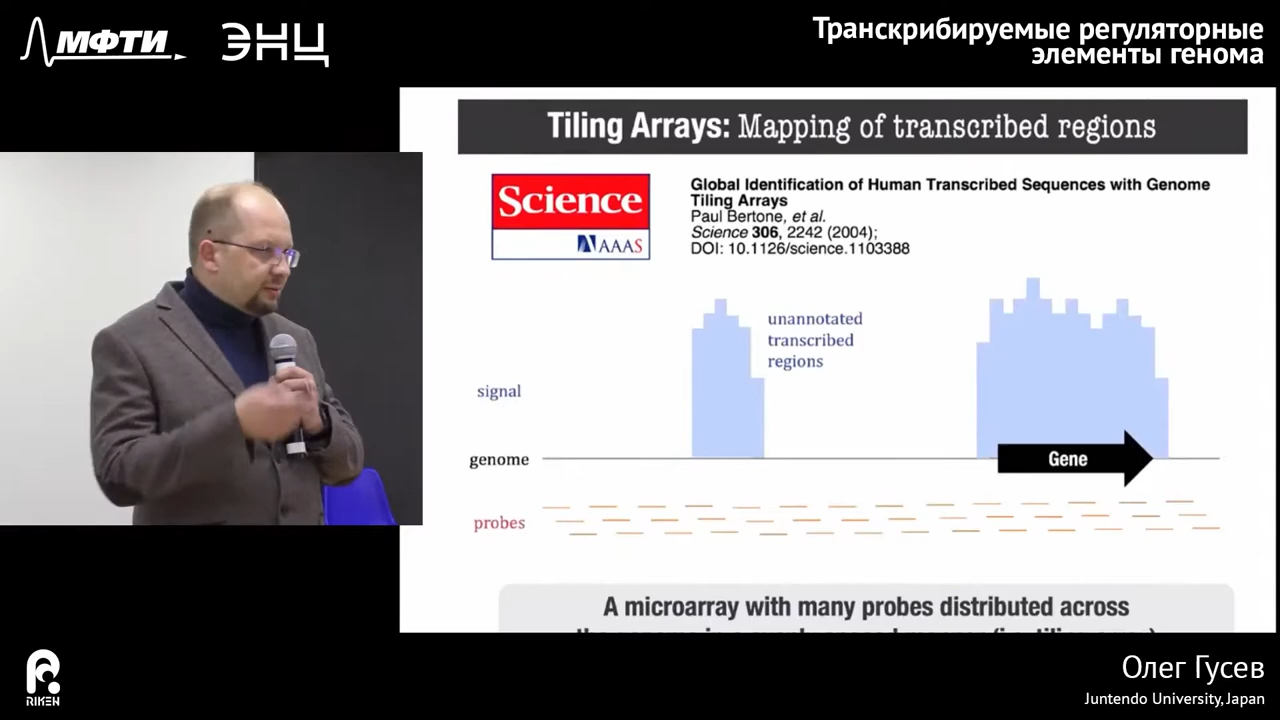 МФТИ
ЭНЦ
Транскрибируемые регуляторные
элементы генома
Tiling Arrays: Mapping of transcribed regions
Science
AAAS
Global Identification of Human Transcribed Sequences with Genome
Tiling Arrays
Paul Bertone, et al.
Science 306, 2242 (2004);
DOI: 10.1126/science.1103388
unannotated
transcribed
regions
signal
genome
Gene
probes
A microarray with many probes distributed across
RIKEN
Олег Гусев
Juntendo University, Japan